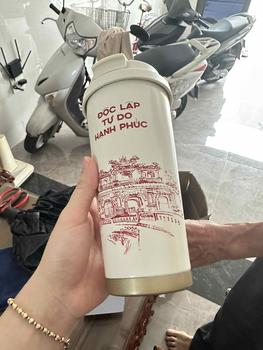 ĐỘC LẬP
TỰ DO
HẠNH PHÚC